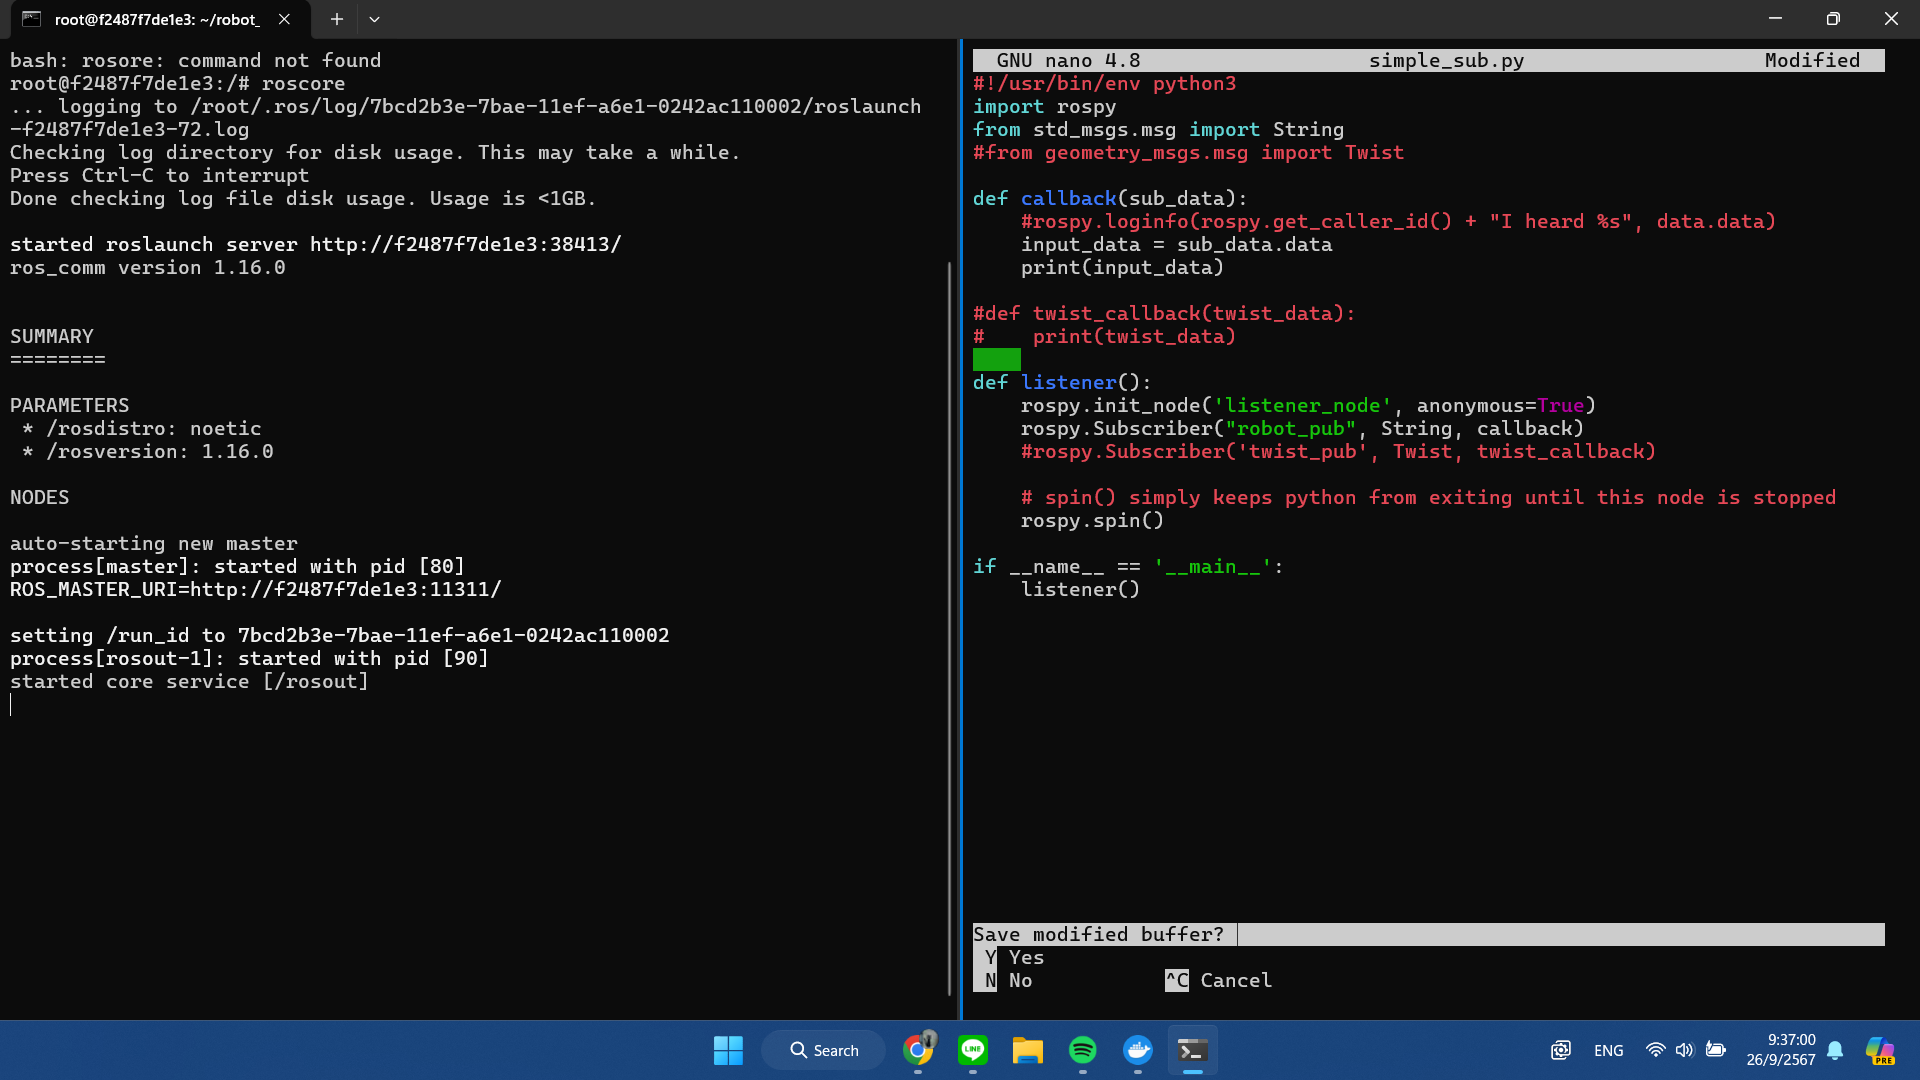 root@f2487f7de1e3: ~/robot_
bash: rosore: command not found
root@f2487f7de1e3:/# roscore
... logging to /root/.ros/log/7bcd2b3e-7bae-11ef-a6e1-0242ac110002/roslaunch
-f2487f7de1e3-72.log
Checking log directory for disk usage. This may take a while.
Press Ctrl-C to interrupt
Done checking log file disk usage. Usage is <1GB.
started roslaunch server http://f2487f7de1e3:38413/
ros_comm version 1.16.0
SUMMARY
========
PARAMETERS
* /rosdistro: noetic
* /rosversion: 1.16.0
NODES
auto-starting new master
process[master]: started with pid [80]
ROS_MASTER_URI=http://f2487f7de1e3:11311/
setting /run_id to 7bcd2b3e-7bae-11ef-a6e1-0242ac110002
process[rosout-1]: started with pid [90]
started core service [/rosout]
GNU nano 4.8 simple_sub.py Modified
#!/usr/bin/env python3
import rospy
from std_msgs.msg import String
#from geometry_msgs.msg import Twist
def callback(sub_data):
    #rospy.loginfo(rospy.get_caller_id() + "I heard %s", data.data)
    input_data = sub_data.data
    print(input_data)
#def twist_callback(twist_data):
#    print(twist_data)
def listener():
    rospy.init_node('listener_node', anonymous=True)
    rospy.Subscriber("robot_pub", String, callback)
    #rospy.Subscriber('twist_pub', Twist, twist_callback)
    # spin() simply keeps python from exiting until this node is stopped
    rospy.spin()
if __name__ == '__main__':
    listener()
Save modified buffer?
Y Yes
N No ^C Cancel
Search
LINE
ENG
9:37:00
26/9/2567
PRE